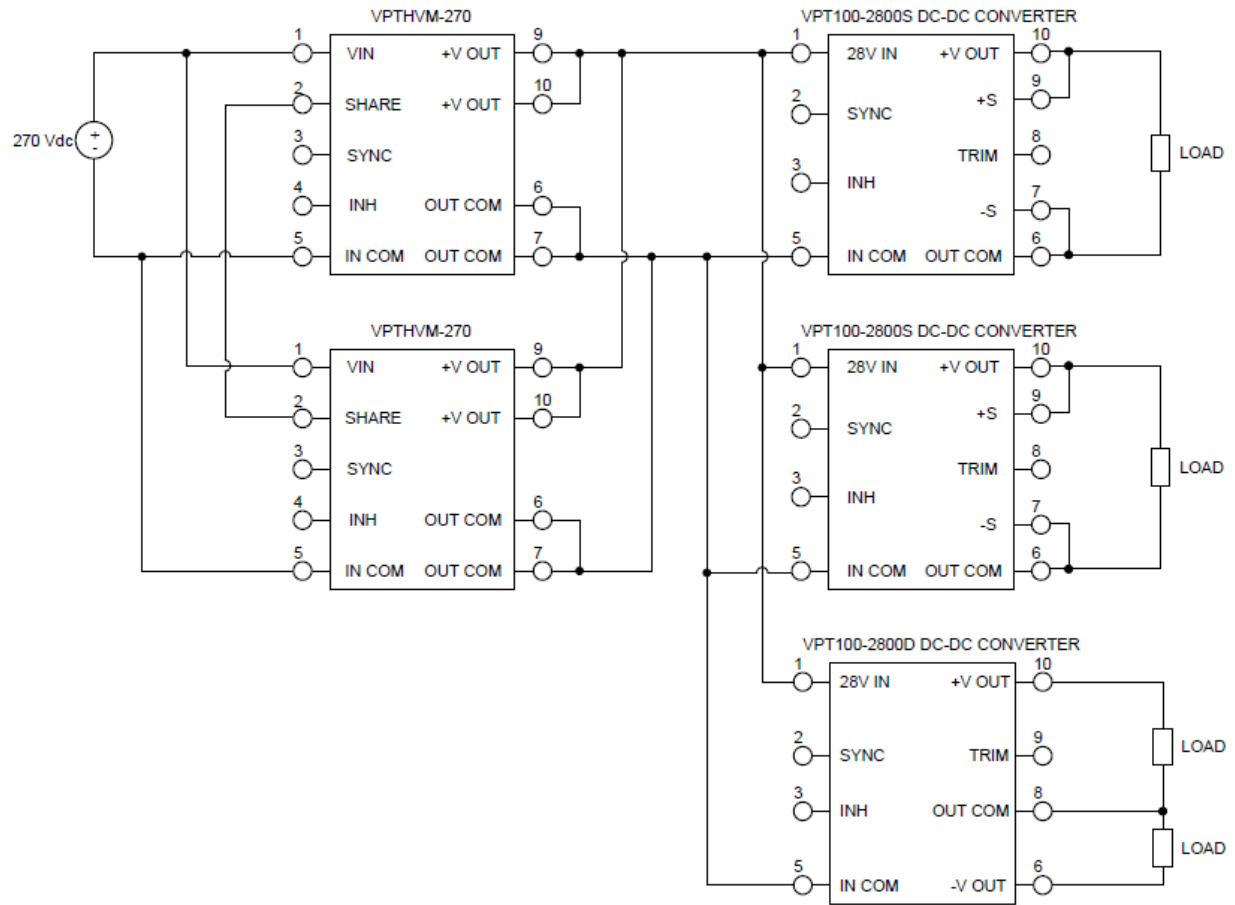 VPTHVM-270
1
VIN
+V OUT
9
2
SHARE
+V OUT
10
3
SYNC
4
INH
OUT COM
6
5
IN COM
OUT COM
7
270 Vdc
+
-
VPT100-2800S DC-DC CONVERTER
1
28V IN
+V OUT
10
+S
9
2
SYNC
TRIM
8
3
INH
-S
7
5
IN COM
OUT COM
6
LOAD
VPTHVM-270
1
VIN
+V OUT
9
2
SHARE
+V OUT
10
3
SYNC
4
INH
OUT COM
6
5
IN COM
OUT COM
7
VPT100-2800S DC-DC CONVERTER
1
28V IN
+V OUT
10
+S
9
2
SYNC
TRIM
8
3
INH
-S
7
5
IN COM
OUT COM
6
LOAD
VPT100-2800D DC-DC CONVERTER
1
28V IN
+V OUT
10
2
SYNC
TRIM
9
3
INH
OUT COM
8
5
IN COM
-V OUT
6
LOAD
LOAD